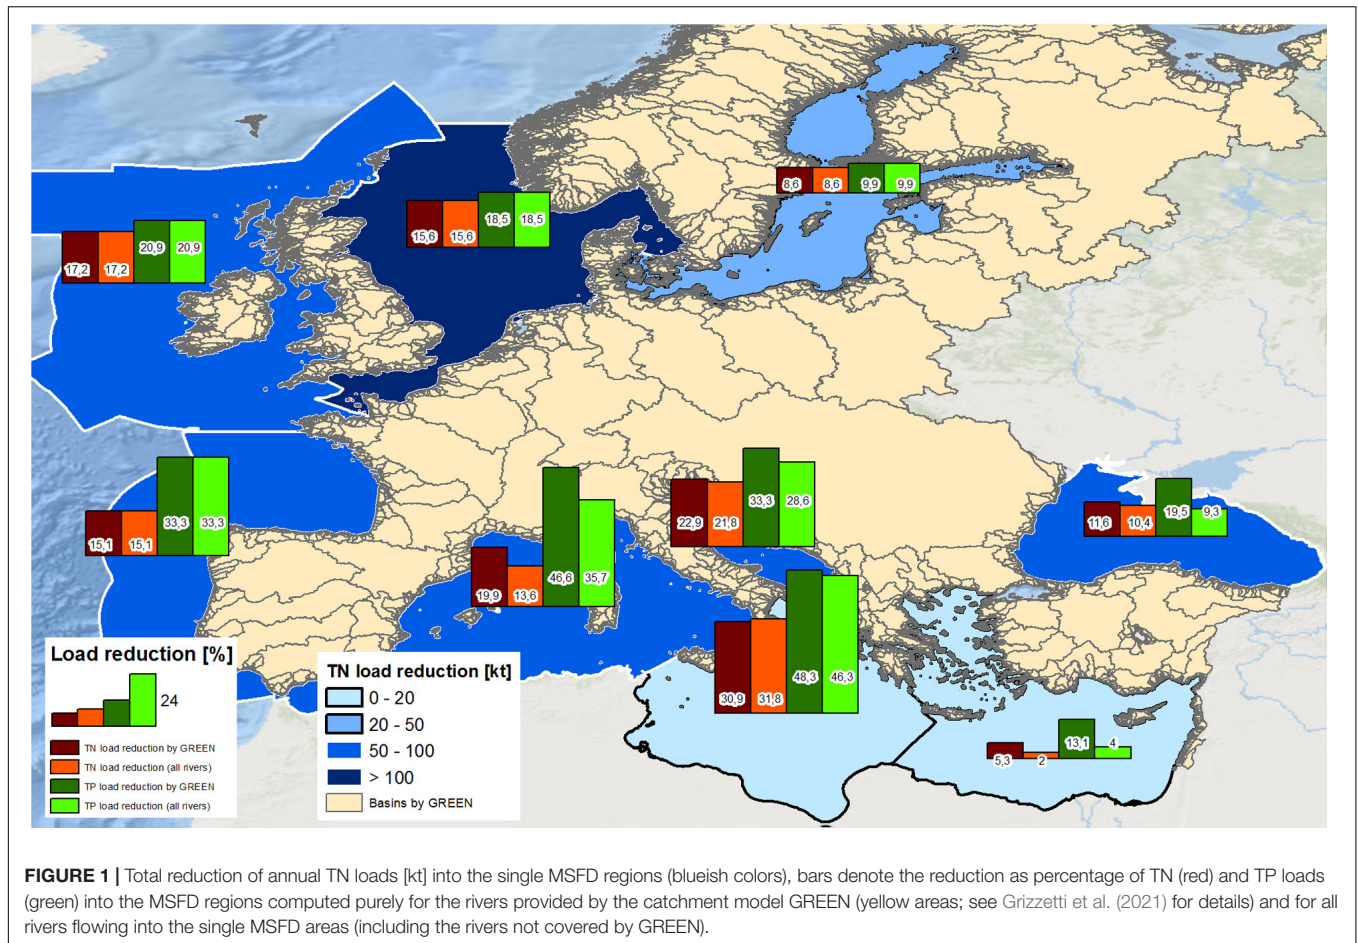 8,6 8,6 9,9 9,9
15,6 15,6 18,5 18,5
17,2 17,2 20,9 20,9
22,9 21,8 33,3 28,6
11,6 10,4 19,5 9,3
15,1 15,1 33,3 33,3
19,9 13,6 46,6 35,7
30,9 31,8 48,3 46,3
5,3 2 13,1 4
Load reduction [%]
24
TN load reduction by GREEN
TN load reduction (all rivers)
TP load reduction by GREEN
TP load reduction (all rivers)
TN load reduction [kt]
0 - 20
20 - 50
50 - 100
> 100
Basins by GREEN
FIGURE 1 | Total reduction of annual TN loads [kt] into the single MSFD regions (blueish colors), bars denote the reduction as percentage of TN (red) and TP loads
(green) into the MSFD regions computed purely for the rivers provided by the catchment model GREEN (yellow areas; see Grizzetti et al. (2021) for details) and for all
rivers flowing into the single MSFD areas (including the rivers not covered by GREEN).